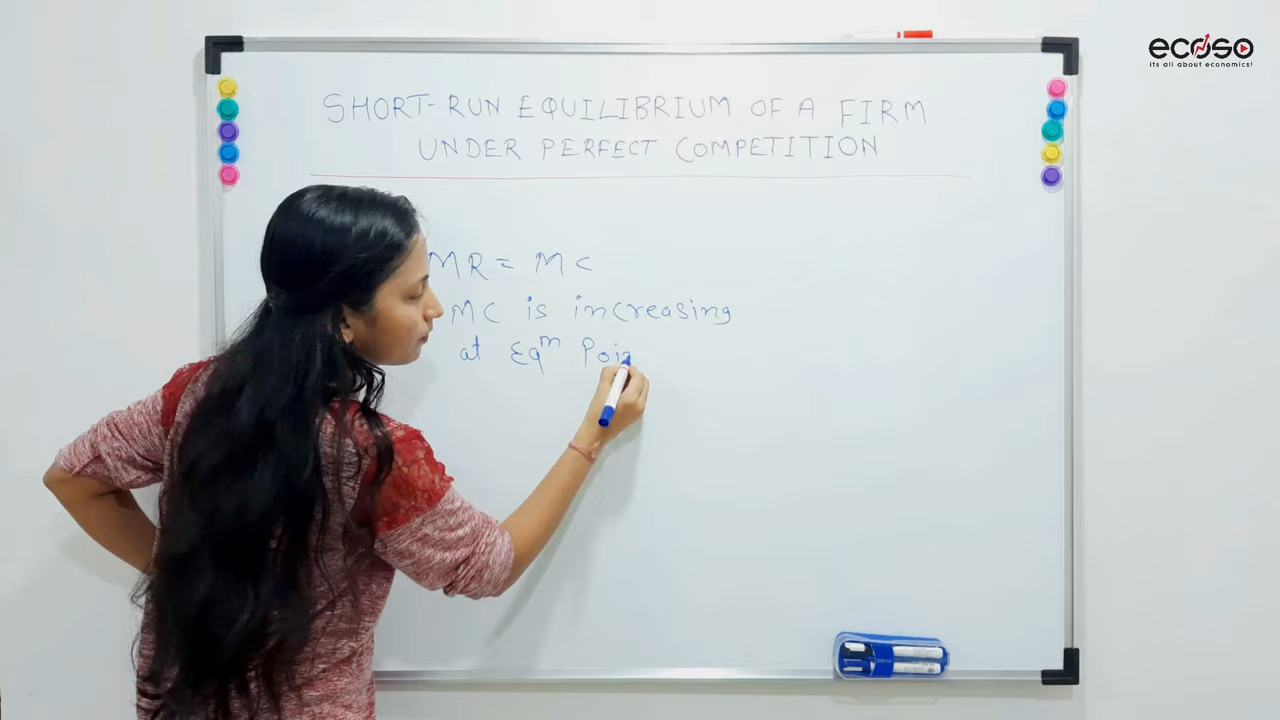 SHORT-RUN EQUILIBRIUM OF A FIRM
UNDER PERFECT COMPETITION
MR = MC
MC is increasing
at Eqm Poin
ecoso
its all about economics!